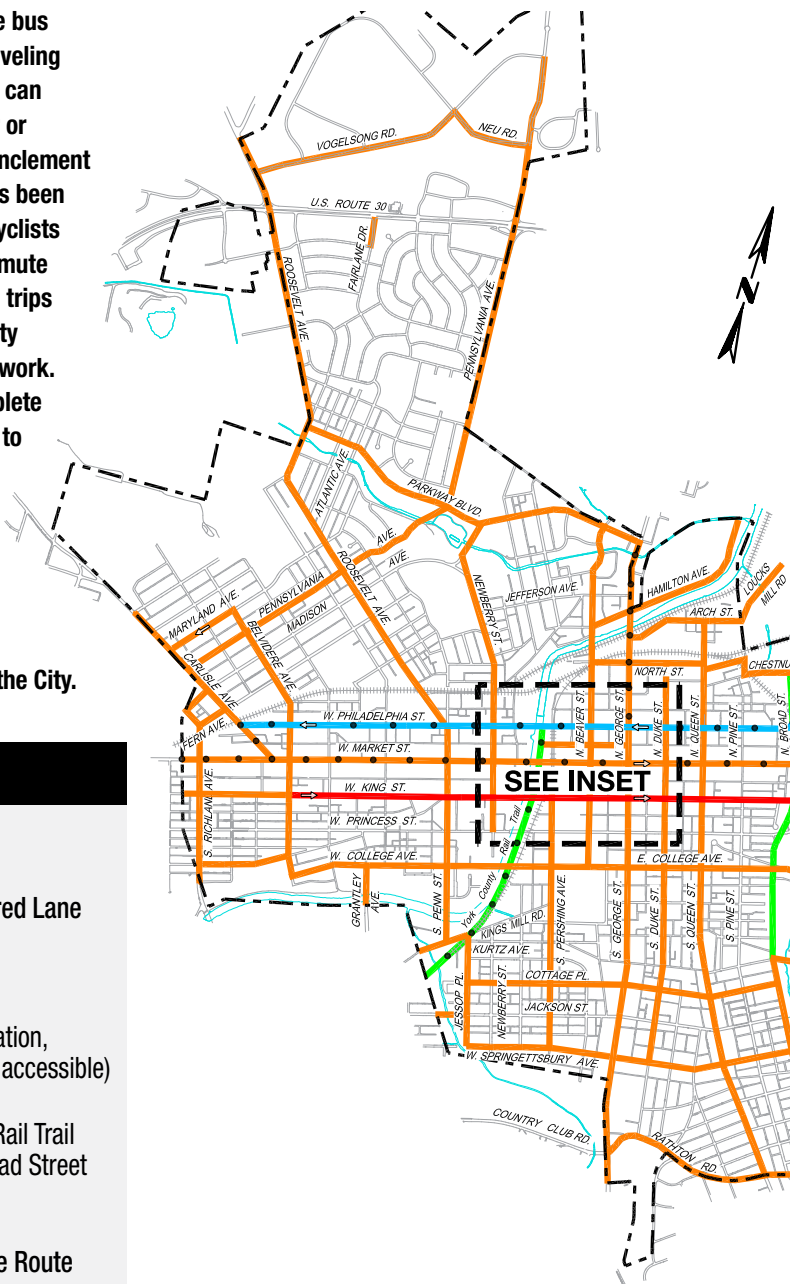 e bus
veling
can
or
nclement
s been
yclists
mute
trips
ty
work.
plete
to
the City.
red Lane
ation,
accessible)
Rail Trail
ad Street
e Route
VOGELSONG RD.
NEU RD.
U.S. ROUTE 30
FAIRLANE DR.
ROOSEVELT AVE.
PENNSYLVANIA AVE.
N
ATLANTIC AVE.
PARKWAY BLVD.
PENNSYLVANIA AVE.
MADISON AVE.
ROOSEVELT AVE.
NEWBERRY ST.
JEFFERSON AVE.
HAMILTON AVE.
LOUCKS
MILL RD
ARCH ST.
MARYLAND AVE.
BELVIDERE AVE.
CARLISLE AVE
FERN AVE.
NORTH ST.
CHESTNU
W. PHILADELPHIA ST.
N. BEAVER ST.
N. GEORGE ST.
N. DUKE ST.
N. QUEEN ST.
N. PINE ST.
N. BROAD ST.
W. MARKET ST.
SEE INSET
W. KING ST.
S. RICHLAND AVE.
W. PRINCESS ST.
W. COLLEGE AVE.
E. COLLEGE AVE.
York County Rail Trail
GRANTLEY
AVE.
S. PENN ST.
KINGS MILL RD.
KURTZ AVE.
S. PERSHING AVE.
S. GEORGE ST.
S. DUKE ST.
S. QUEEN ST.
S. PINE ST.
JESSOP PL.
NEWBERRY ST.
COTTAGE PL.
JACKSON ST.
W. SPRINGETTSBURY AVE.
COUNTRY CLUB RD.
RATHTON RD.